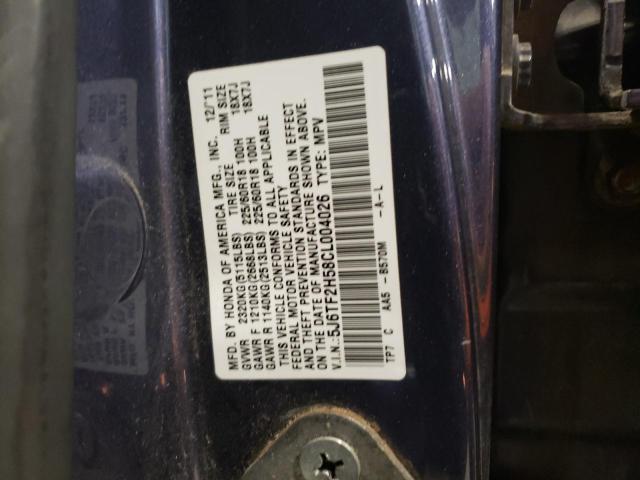 MFD. BY HONDA OF AMERICA MFG., INC. 12/11
TIRE SIZE RIM SIZE
GVWR 2320KG(5115LBS) 225/60R18 100H 18X7J
GAWR F 1210KG(2668LBS) 225/60R18 100H 18X7J
GAWR R 1140KG(2513LBS)
THIS VEHICLE CONFORMS TO ALL APPLICABLE
FEDERAL MOTOR VEHICLE SAFETY
AND THEFT PREVENTION STANDARDS IN EFFECT
ON THE DATE OF MANUFACTURE SHOWN ABOVE.
V.I.N.:5J6TF2H58CL004026 TYPE: MPV
TP7 C AA5 -B570M -A-L